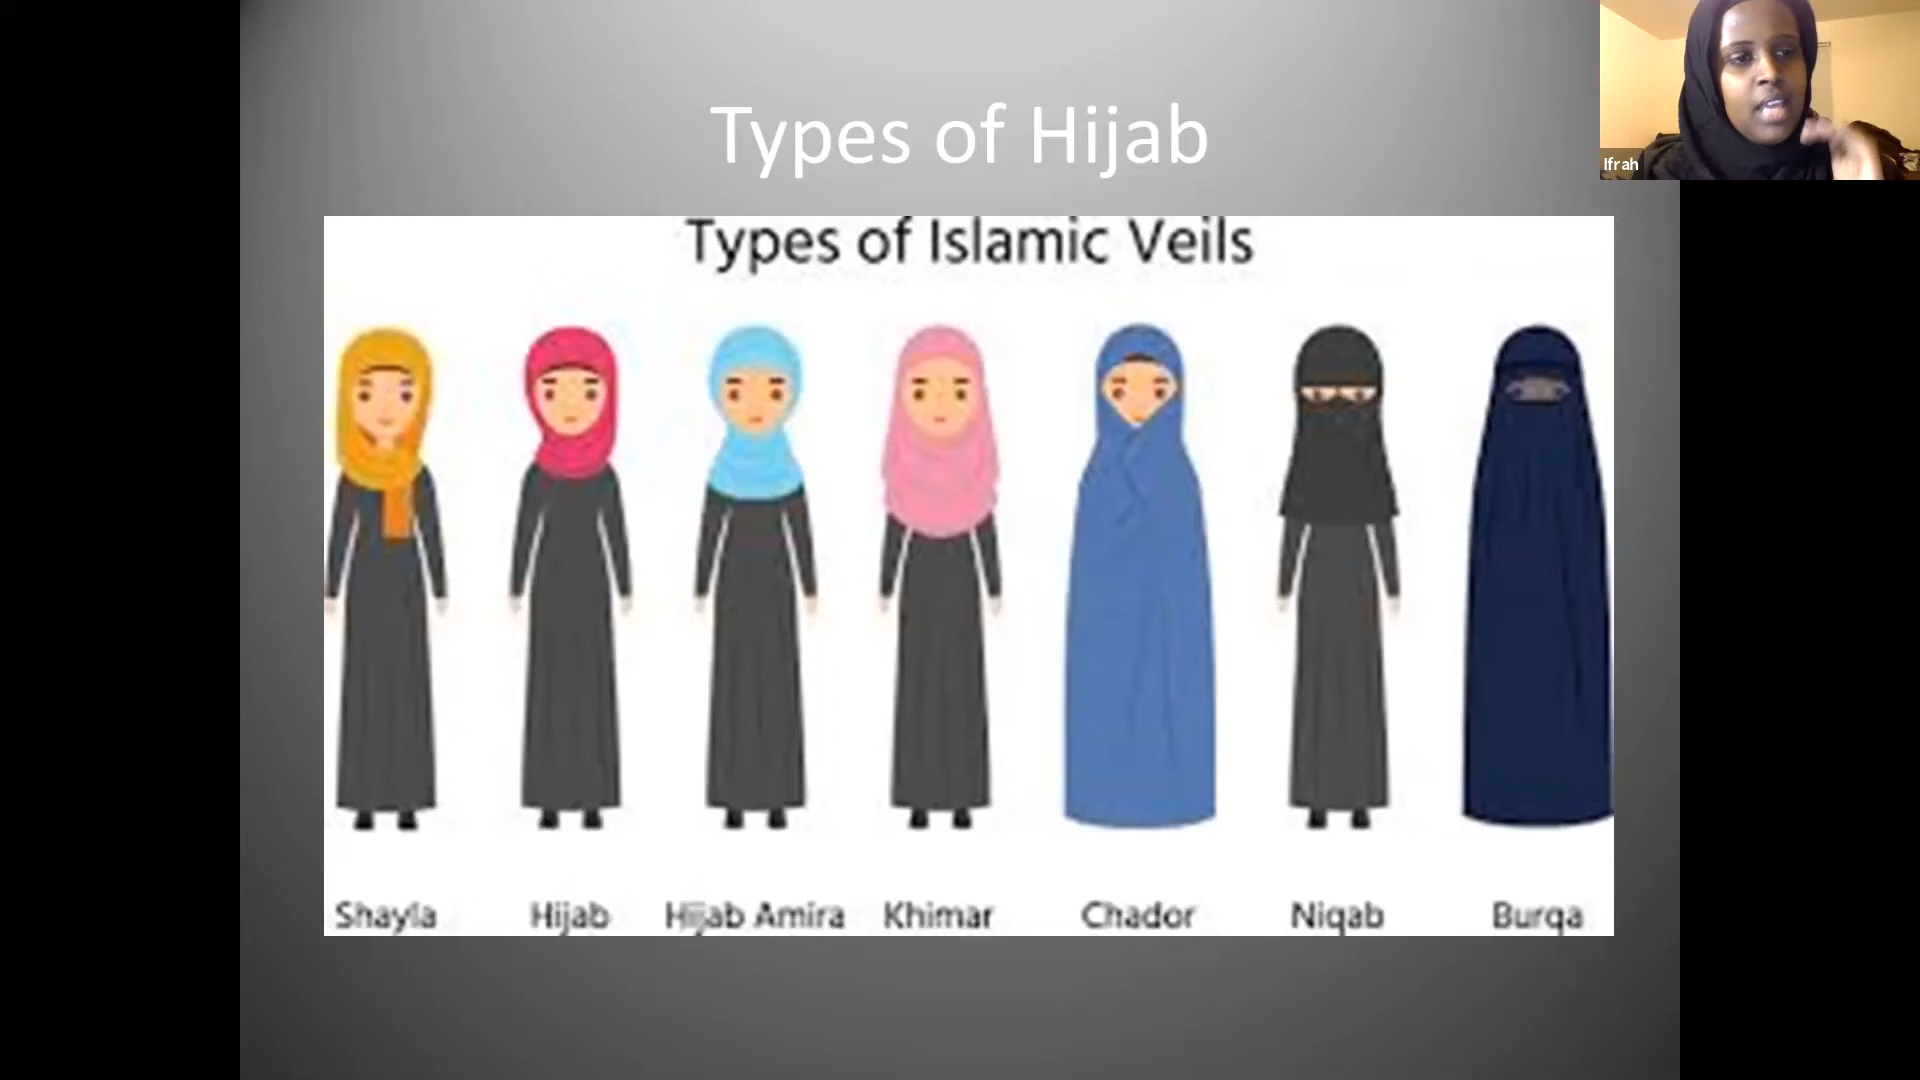 Types of Hijab
Ifrah
Types of Islamic Veils
Shayla Hijab Hijab Amira Khimar Chador Niqab Burqa